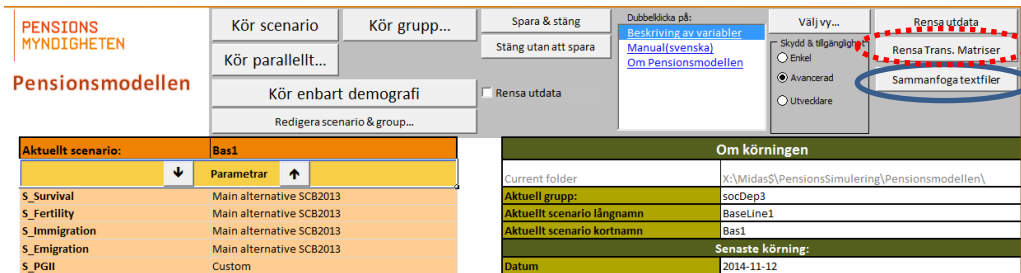 PENSIONS
MYNDIGHETEN
Pensionsmodellen
Kör scenario
Kör grupp...
Kör parallellt...
Kör enbart demografi
Redigera scenario & group...
Spara & stäng
Stäng utan att spara
Rensa utdata
Dubbelklicka på:
Beskriving av variabler
Manual(svenska)
Om Pensionsmodellen
Välj vy...
Skydd & tillgänglighet
Enkel
Avancerad
Utvecklare
Rensa utdata
Rensa Trans. Matriser
Sammanfoga textfiler
Aktuellt scenario: Bas1
Parametrar
S_Survival Main alternative SCB2013
S_Fertility Main alternative SCB2013
S_Immigration Main alternative SCB2013
S_Emigration Main alternative SCB2013
S_PGII Custom
Om körningen
Current folder X:\Midas$\PensionsSimulering\Pensionsmodellen\
Aktuell grupp: socDep3
Aktuellt scenario långnamn BaseLine1
Aktuellt scenario kortnamn Bas1
Senaste körning:
Datum 2014-11-12